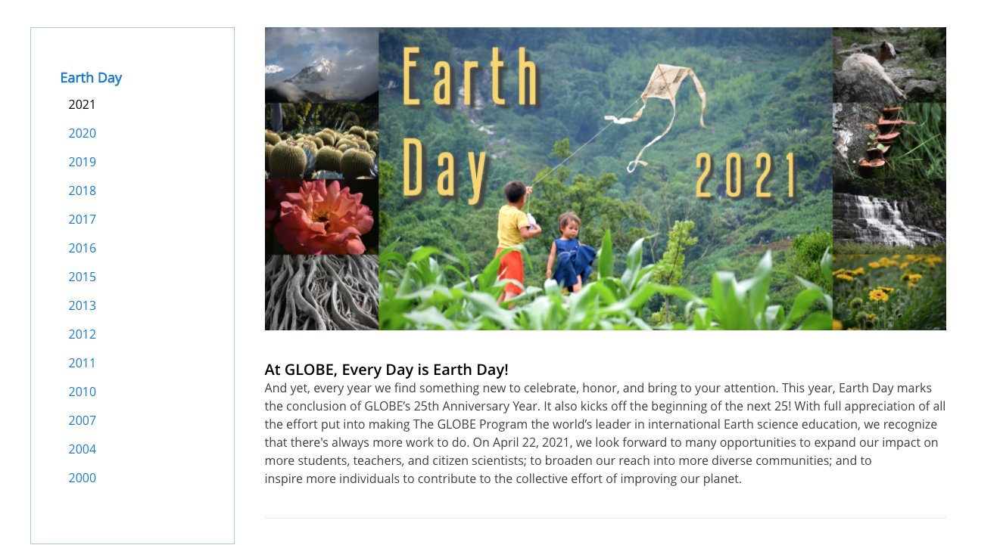 Earth Day
2021
2020
2019
2018
2017
2016
2015
2013
2012
2011
2010
2007
2004
2000
Earth
Day
2021
At GLOBE, Every Day is Earth Day!
And yet, every year we find something new to celebrate, honor, and bring to your attention. This year, Earth Day marks
the conclusion of GLOBE’s 25th Anniversary Year. It also kicks off the beginning of the next 25! With full appreciation of all
the effort put into making The GLOBE Program the world’s leader in international Earth science education, we recognize
that there's always more work to do. On April 22, 2021, we look forward to many opportunities to expand our impact on
more students, teachers, and citizen scientists; to broaden our reach into more diverse communities; and to
inspire more individuals to contribute to the collective effort of improving our planet.